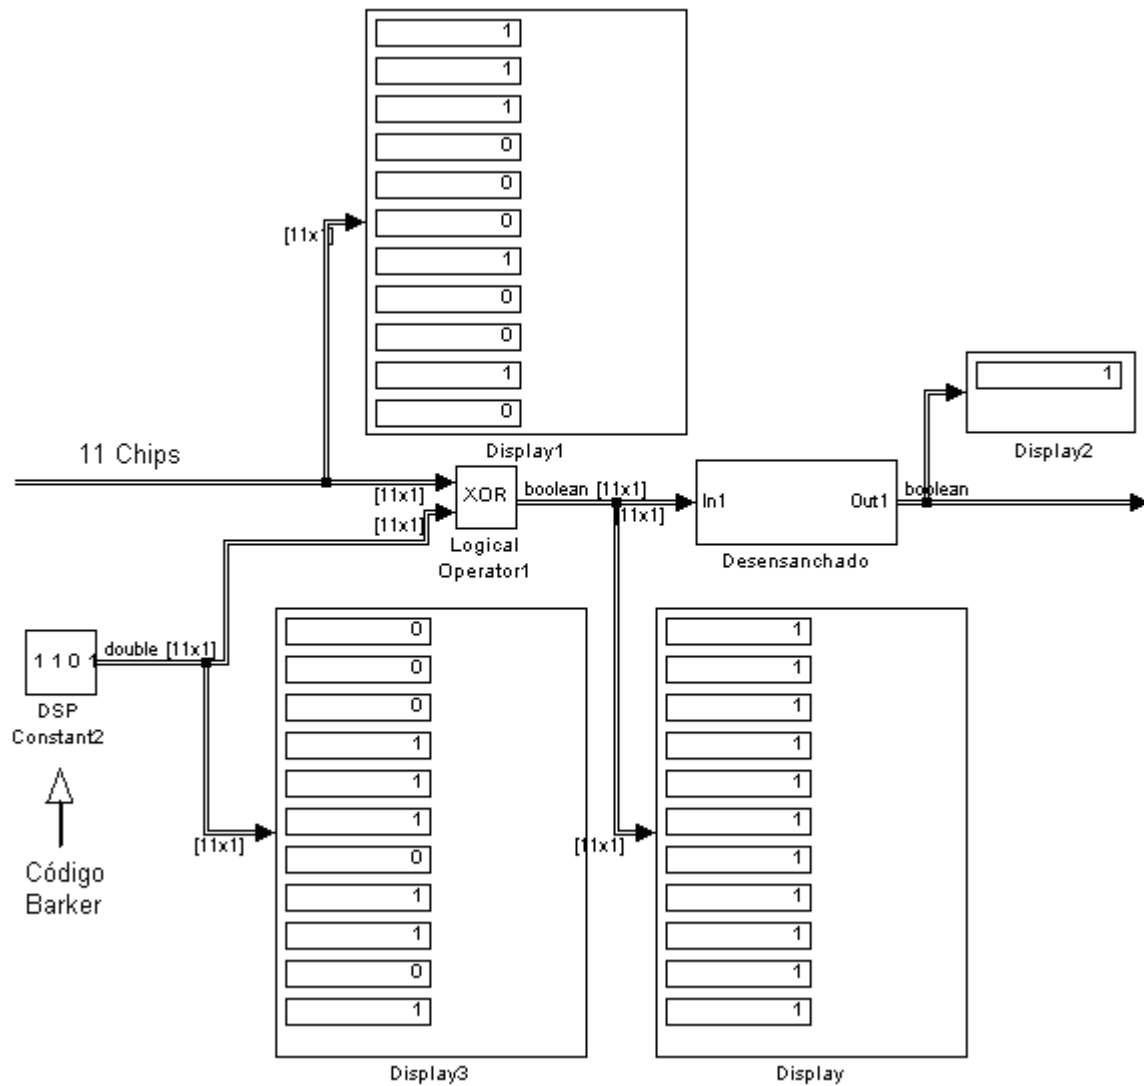 1
1
1
0
0
0
1
0
0
1
0
[11x1]
Display1
1
Display2
11 Chips
[11x1]
[11x1]
XOR
Logical
Operator1
boolean [11x1]
[11x1]
In1
Out1
Desensanchado
boolean
1 1 0 1
double [11x1]
DSP
Constant2
Código
Barker
[11x1]
0
0
0
1
1
1
0
1
1
0
1
Display3
[11x1]
1
1
1
1
1
1
1
1
1
1
1
Display